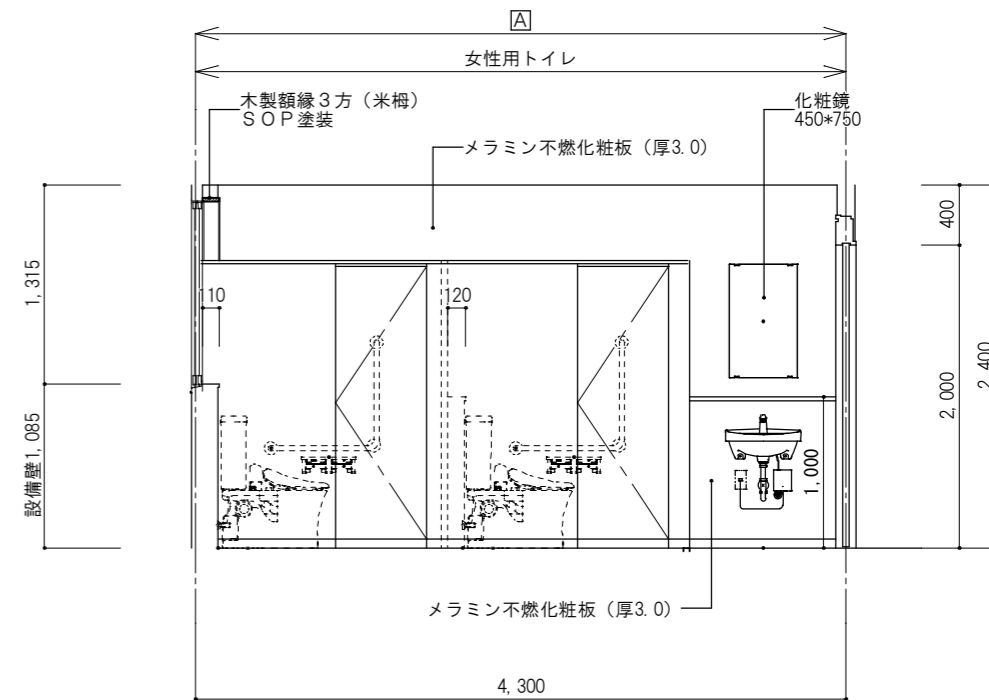 A
女性用トイレ
木製額縁３方（米栂）
ＳＯＰ塗装
化粧鏡
450*750
メラミン不燃化粧板（厚3.0）
400
1,315
110
120
2,400
2,000
設備壁1,085
1,000
メラミン不燃化粧板（厚3.0）
4,300